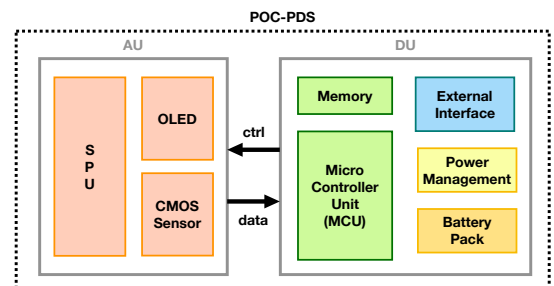 POC-PDS
AU
DU
S
P
U
OLED
CMOS
Sensor
ctrl
data
Memory
Micro
Controller
Unit
(MCU)
External
Interface
Power
Management
Battery
Pack